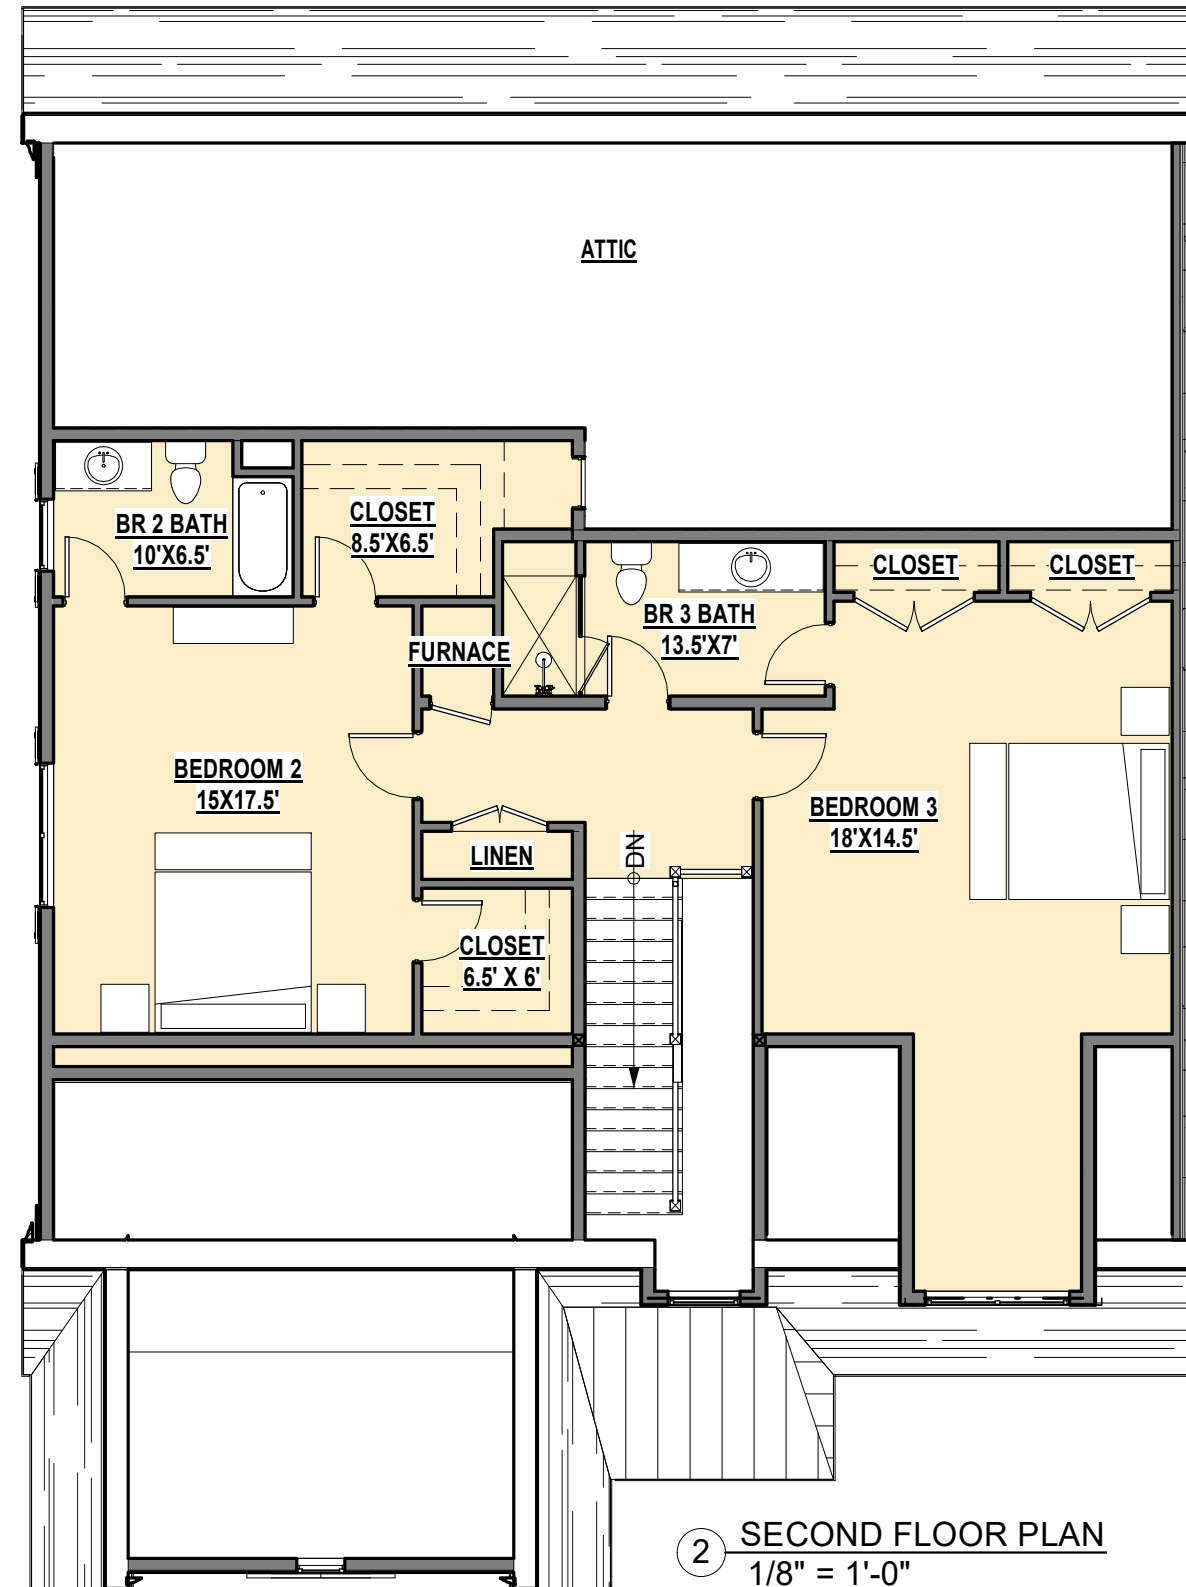 ATTIC
BR 2 BATH
10'X6.5'
CLOSET
8.5'X6.5'
CLOSET
CLOSET
BR 3 BATH
13.5'X7'
FURNACE
BEDROOM 2
15X17.5'
BEDROOM 3
18'X14.5'
LINEN
DN
CLOSET
6.5' X 6'
2
SECOND FLOOR PLAN
1/8" = 1'-0"